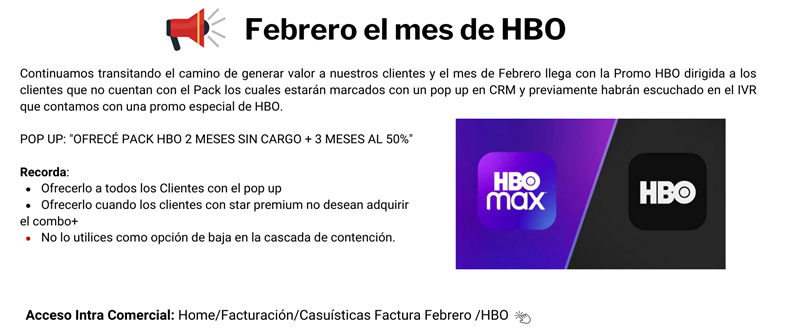 Febrero el mes de HBO
Continuamos transitando el camino de generar valor a nuestros clientes y el mes de Febrero llega con la Promo HBO dirigida a los
clientes que no cuentan con el Pack los cuales estarán marcados con un pop up en CRM y previamente habrán escuchado en el IVR
que contamos con una promo especial de HBO.
POP UP: "OFRECÉ PACK HBO 2 MESES SIN CARGO + 3 MESES AL 50%"
Recorda:
• Ofrecerlo a todos los Clientes con el pop up
• Ofrecerlo cuando los clientes con star premium no desean adquirir
el combo+
• No lo utilices como opción de baja en la cascada de contención.
HBO
max
HBO
Acceso Intra Comercial: Home/Facturación/Casuísticas Factura Febrero /HBO